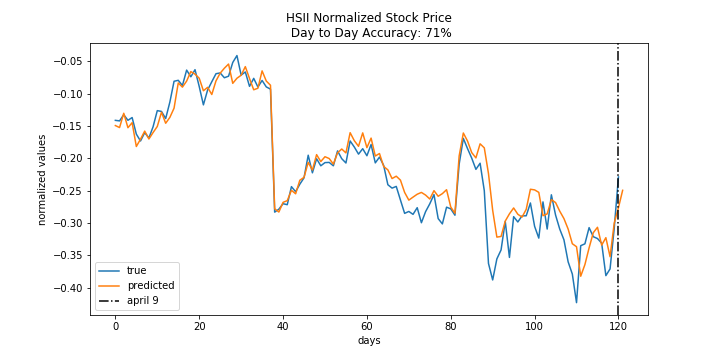 HSII Normalized Stock Price
Day to Day Accuracy: 71%
normalized values
−0.05
−0.10
−0.15
−0.20
−0.25
−0.30
−0.35
−0.40
true
predicted
april 9
0 20 40 60 80 100 120
days